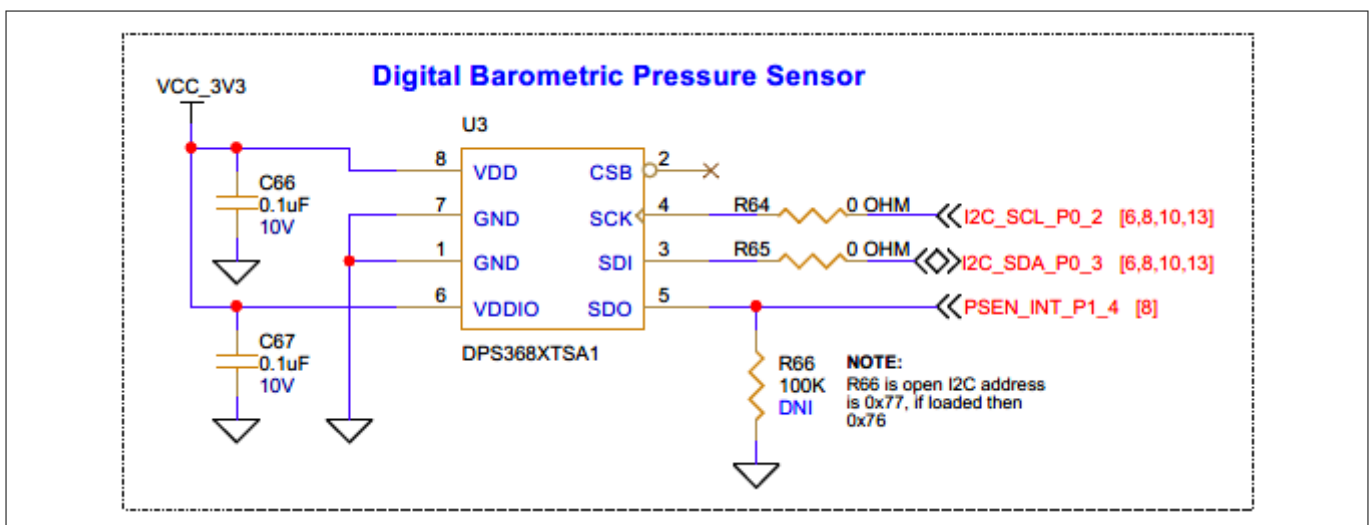 Digital Barometric Pressure Sensor
VCC_3V3
U3
8
VDD
CSB
2
C66
0.1uF
10V
7
GND
SCK
4
R64
0 OHM
I2C_SCL_P0_2 [6,8,10,13]
1
GND
SDI
3
R65
0 OHM
I2C_SDA_P0_3 [6,8,10,13]
6
VDDIO
SDO
5
PSEN_INT_P1_4 [8]
DPS368XTSA1
C67
0.1uF
10V
R66
100K
DNI
NOTE:
R66 is open I2C address
is 0x77, if loaded then
0x76